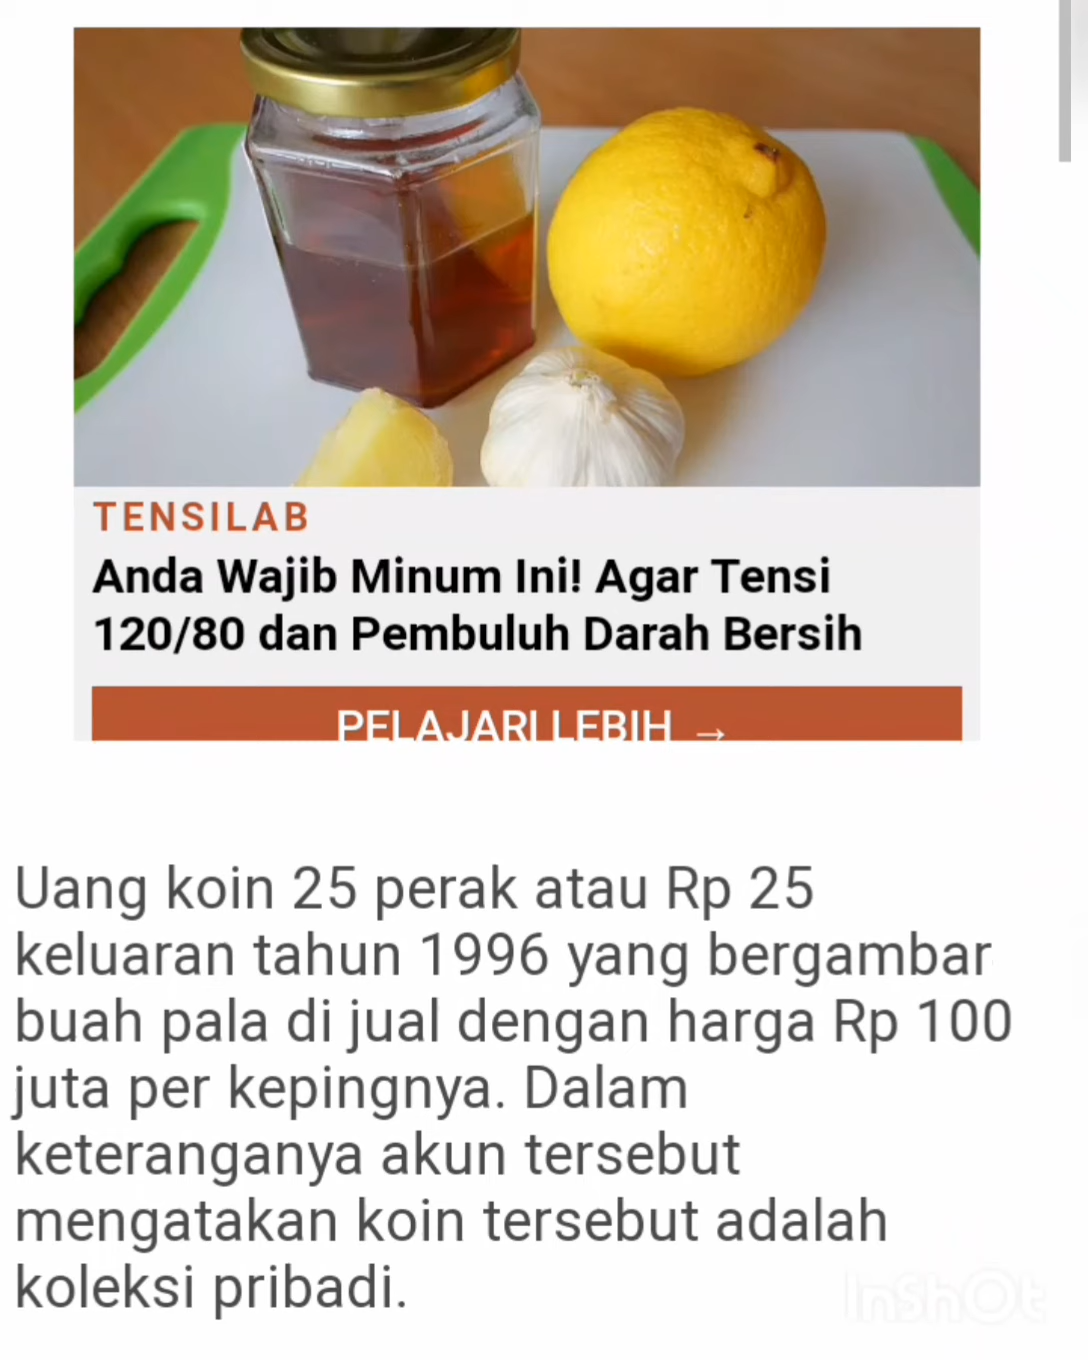 TENSILAB
Anda Wajib Minum Ini! Agar Tensi
120/80 dan Pembuluh Darah Bersih
PELAJARI LEBIH →
Uang koin 25 perak atau Rp 25
keluaran tahun 1996 yang bergambar
buah pala di jual dengan harga Rp 100
juta per kepingnya. Dalam
keteranganya akun tersebut
mengatakan koin tersebut adalah
koleksi pribadi.
InShOt